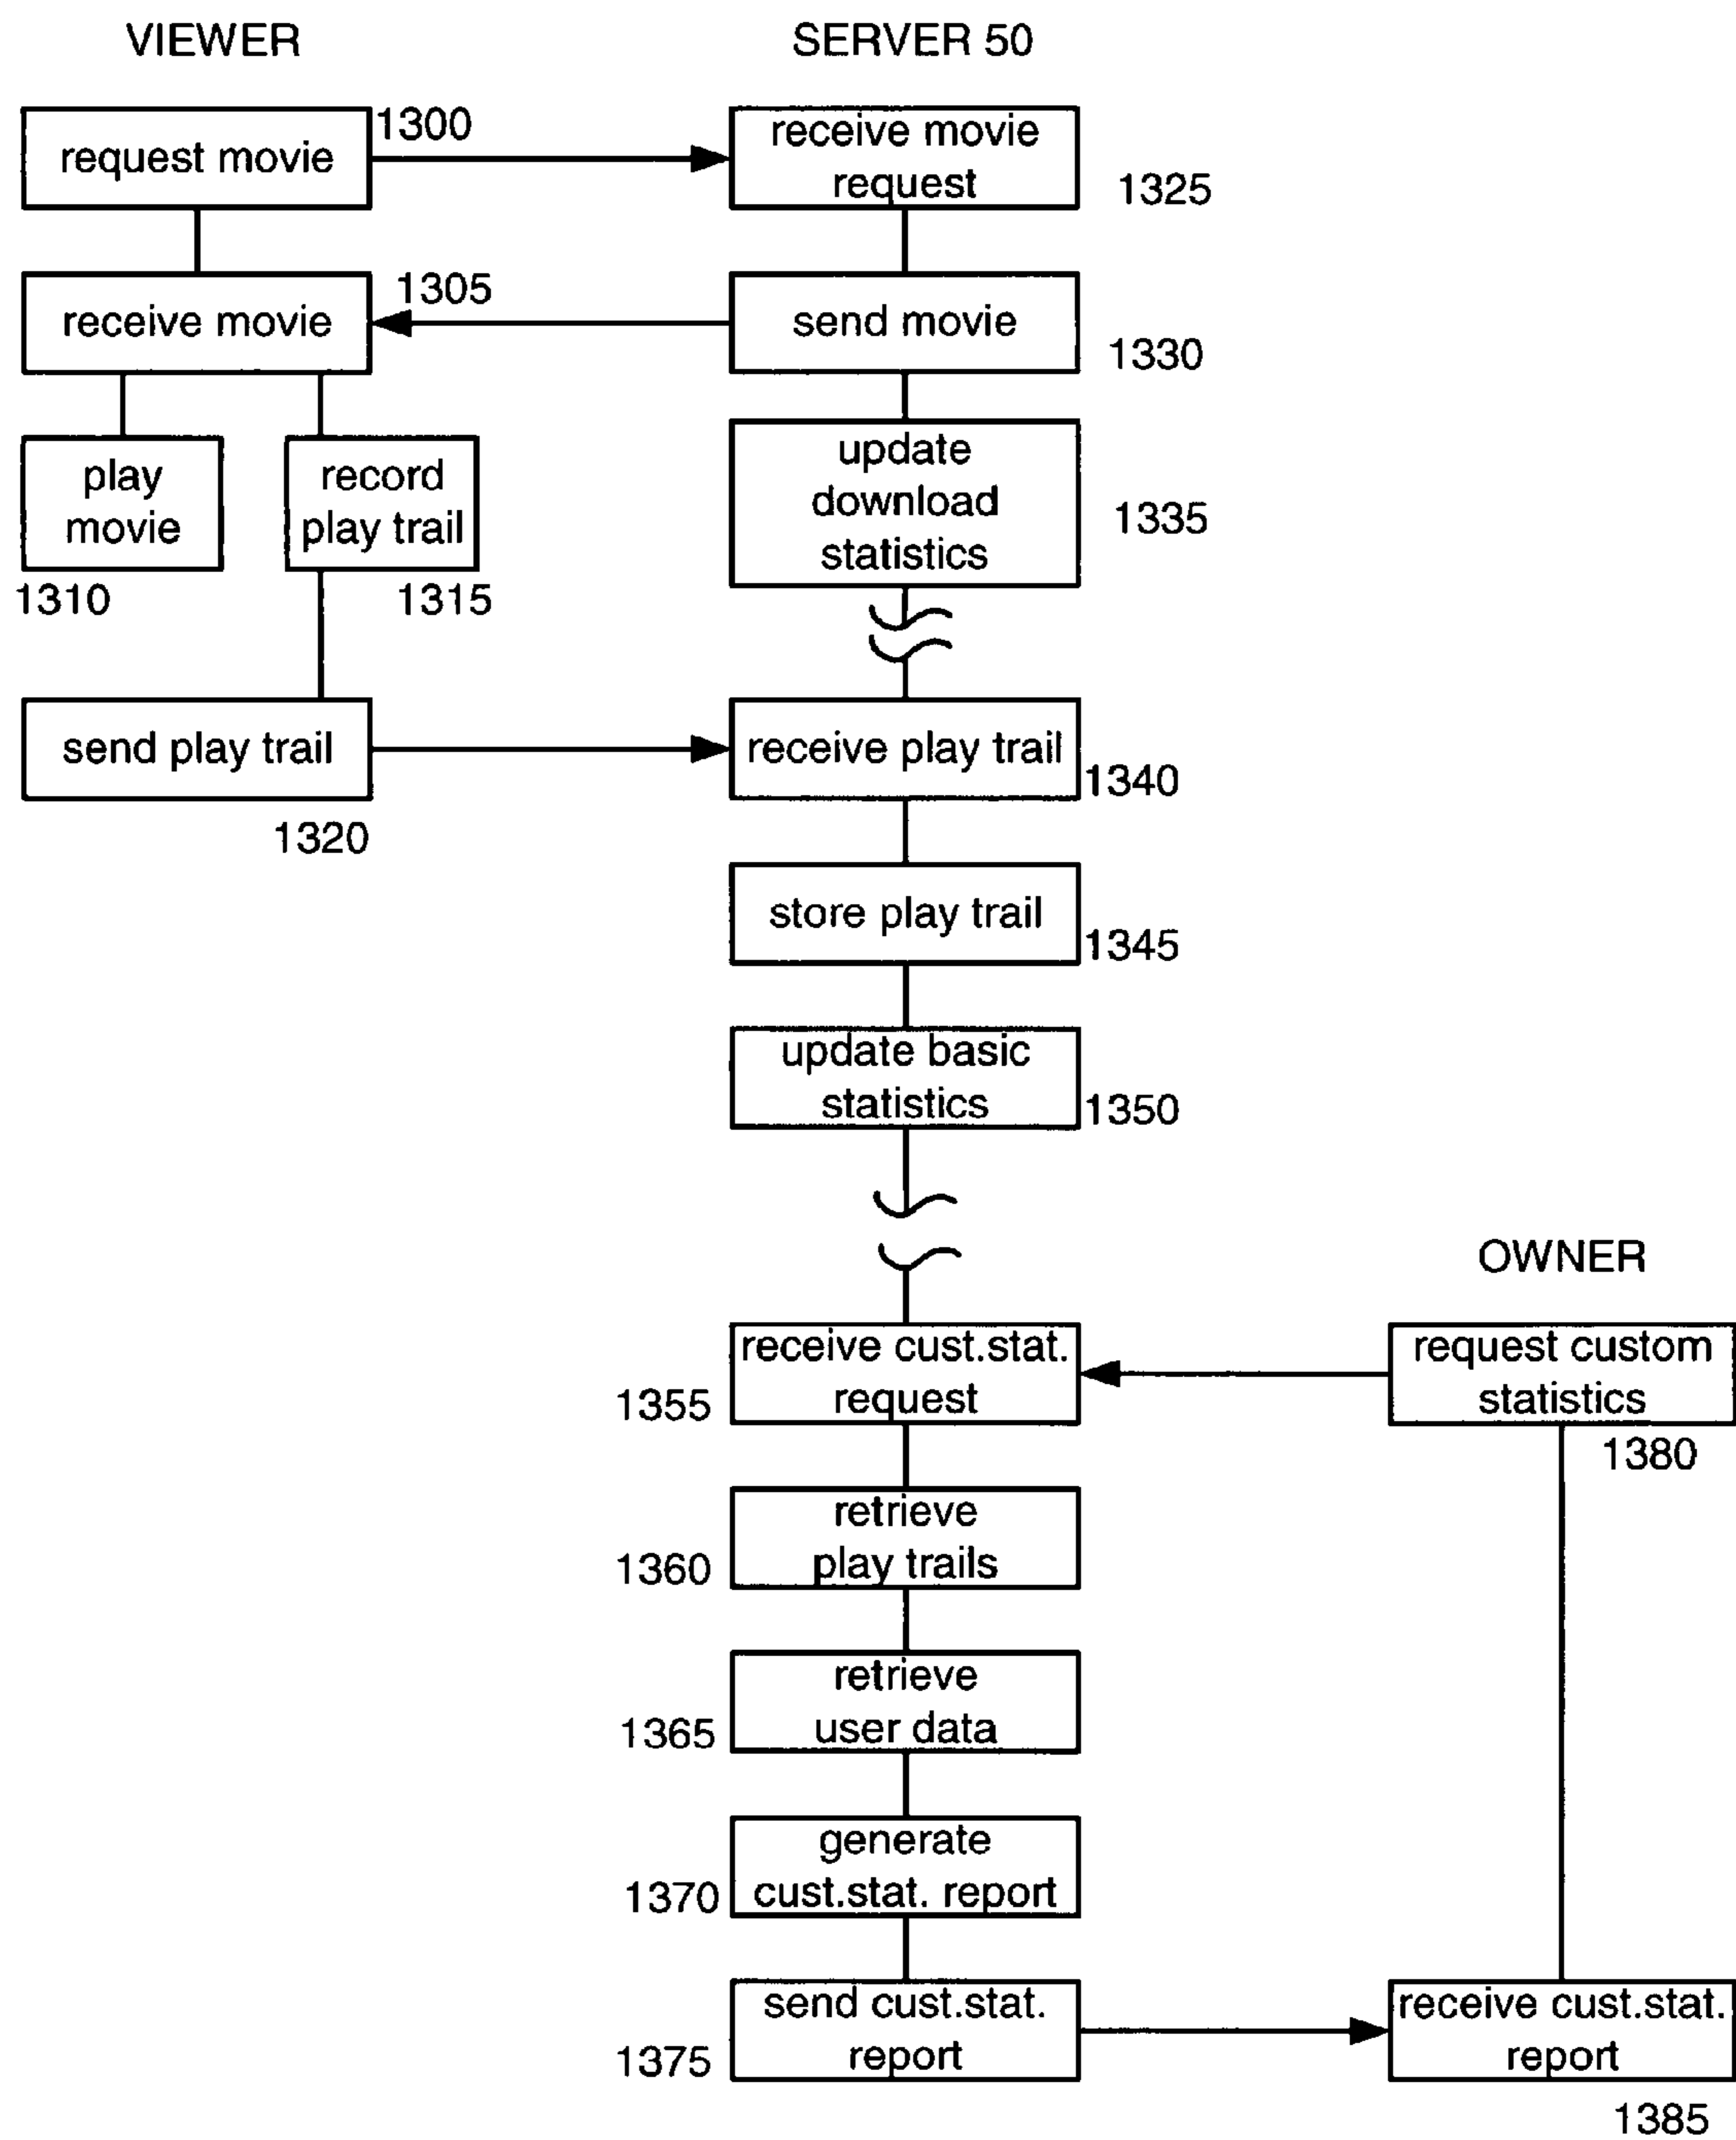 VIEWER
SERVER 50
request movie
1300
receive movie
request
1325
receive movie
1305
send movie
1330
play
movie
1310
record
play trail
1315
update
download
statistics
1335
send play trail
1320
receive play trail
1340
store play trail
1345
update basic
statistics
1350
OWNER
receive cust.stat.
request
1355
request custom
statistics
1380
retrieve
play trails
1360
retrieve
user data
1365
generate
cust.stat. report
1370
send cust.stat.
report
1375
receive cust.stat.
report
1385